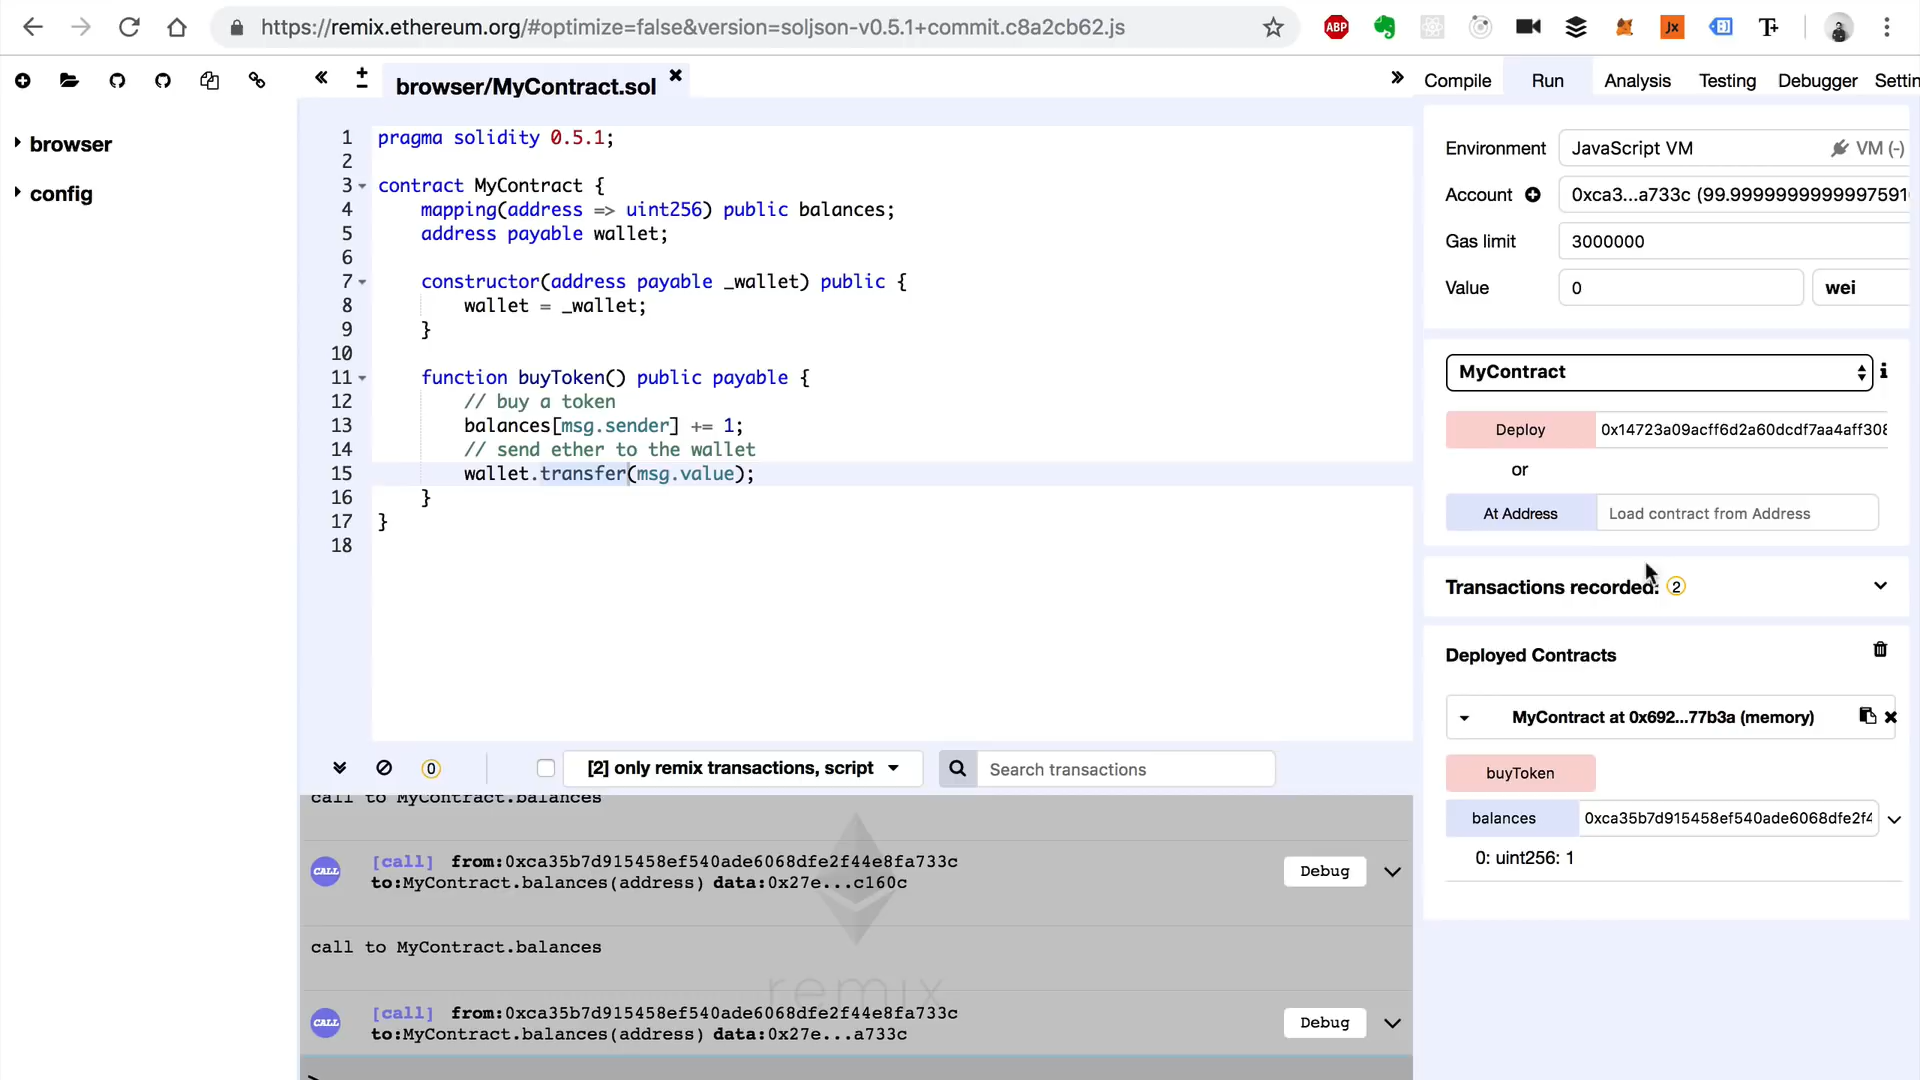 https://remix.ethereum.org/#optimize=false&version=soljson-v0.5.1+commit.c8a2cb62.js
ABP
Jx
browser/MyContract.sol
Compile
Run
Analysis
Testing
Debugger
Settin
browser
config
1 pragma solidity 0.5.1;
2
3 contract MyContract {
4 mapping(address => uint256) public balances;
5 address payable wallet;
6
7 constructor(address payable _wallet) public {
8 wallet = _wallet;
9 }
10
11 function buyToken() public payable {
12 // buy a token
13 balances[msg.sender] += 1;
14 // send ether to the wallet
15 wallet.transfer(msg.value);
16 }
17 }
18
Environment JavaScript VM VM (-)
Account 0xca3...a733c (99.9999999999997591
Gas limit 3000000
Value 0 wei
MyContract
Deploy 0x14723a09acff6d2a60dcdf7aa4aff308
or
At Address Load contract from Address
Transactions recorded: 2
Deployed Contracts
MyContract at 0x692...77b3a (memory)
buyToken
balances 0xca35b7d915458ef540ade6068dfe2f4
0: uint256: 1
0
[2] only remix transactions, script
Search transactions
call to MyContract.balances
CALL [call] from:0xca35b7d915458ef540ade6068dfe2f44e8fa733c
to:MyContract.balances(address) data:0x27e...c160c
Debug
call to MyContract.balances
remix
CALL [call] from:0xca35b7d915458ef540ade6068dfe2f44e8fa733c
to:MyContract.balances(address) data:0x27e...a733c
Debug
>